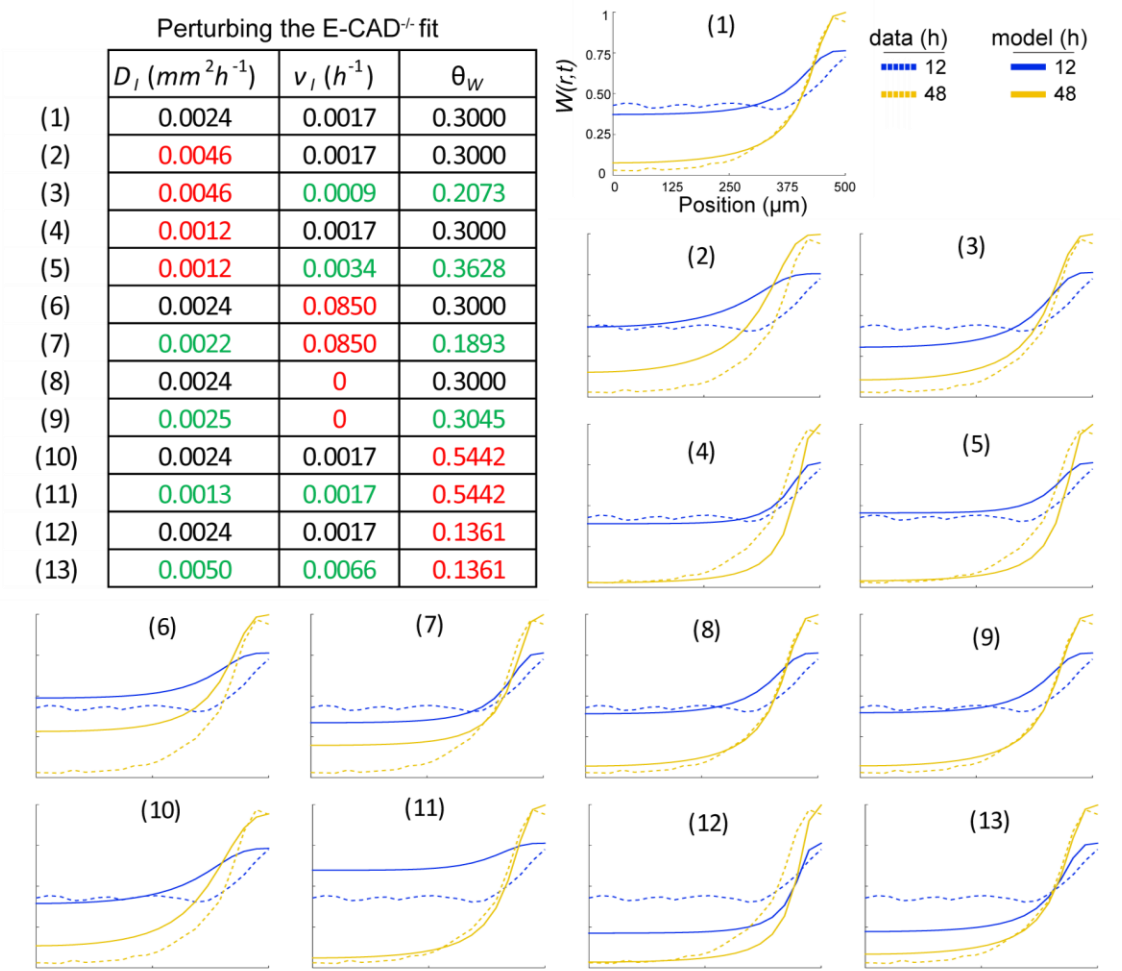 Perturbing the E-CAD-/- fit
D_I (mm²h⁻¹) ν_I (h⁻¹) θ_W
(1) 0.0024 0.0017 0.3000
(2) 0.0046 0.0017 0.3000
(3) 0.0046 0.0009 0.2073
(4) 0.0012 0.0017 0.3000
(5) 0.0012 0.0034 0.3628
(6) 0.0024 0.0850 0.3000
(7) 0.0022 0.0850 0.1893
(8) 0.0024 0 0.3000
(9) 0.0025 0 0.3045
(10) 0.0024 0.0017 0.5442
(11) 0.0013 0.0017 0.5442
(12) 0.0024 0.0017 0.1361
(13) 0.0050 0.0066 0.1361
(1)
W(r,t)
1
0.75
0.50
0.25
0
0 125 250 375 500
Position (μm)
data (h) model (h)
12 12
48 48
(2) (3)
(4) (5)
(6) (7) (8) (9)
(10) (11) (12) (13)